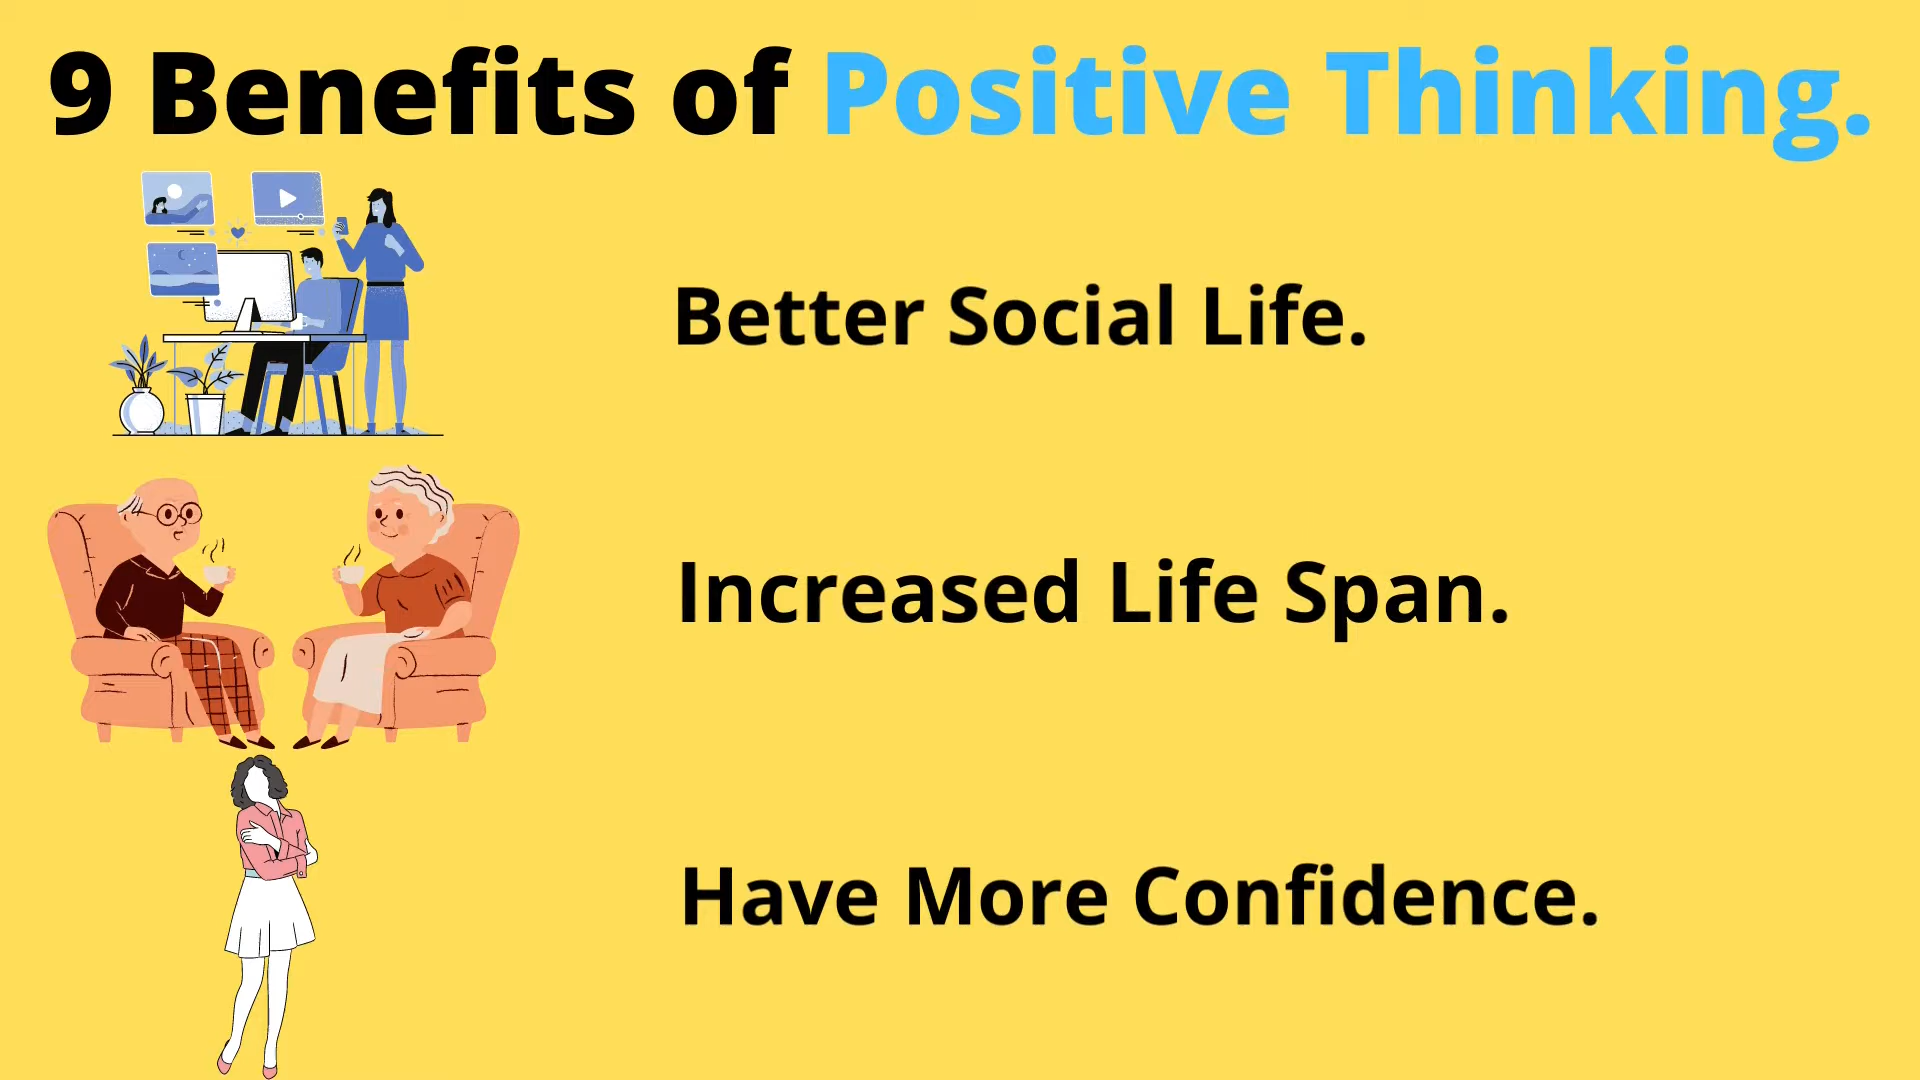 9 Benefits of Positive Thinking.
Better Social Life.
Increased Life Span.
Have More Confidence.